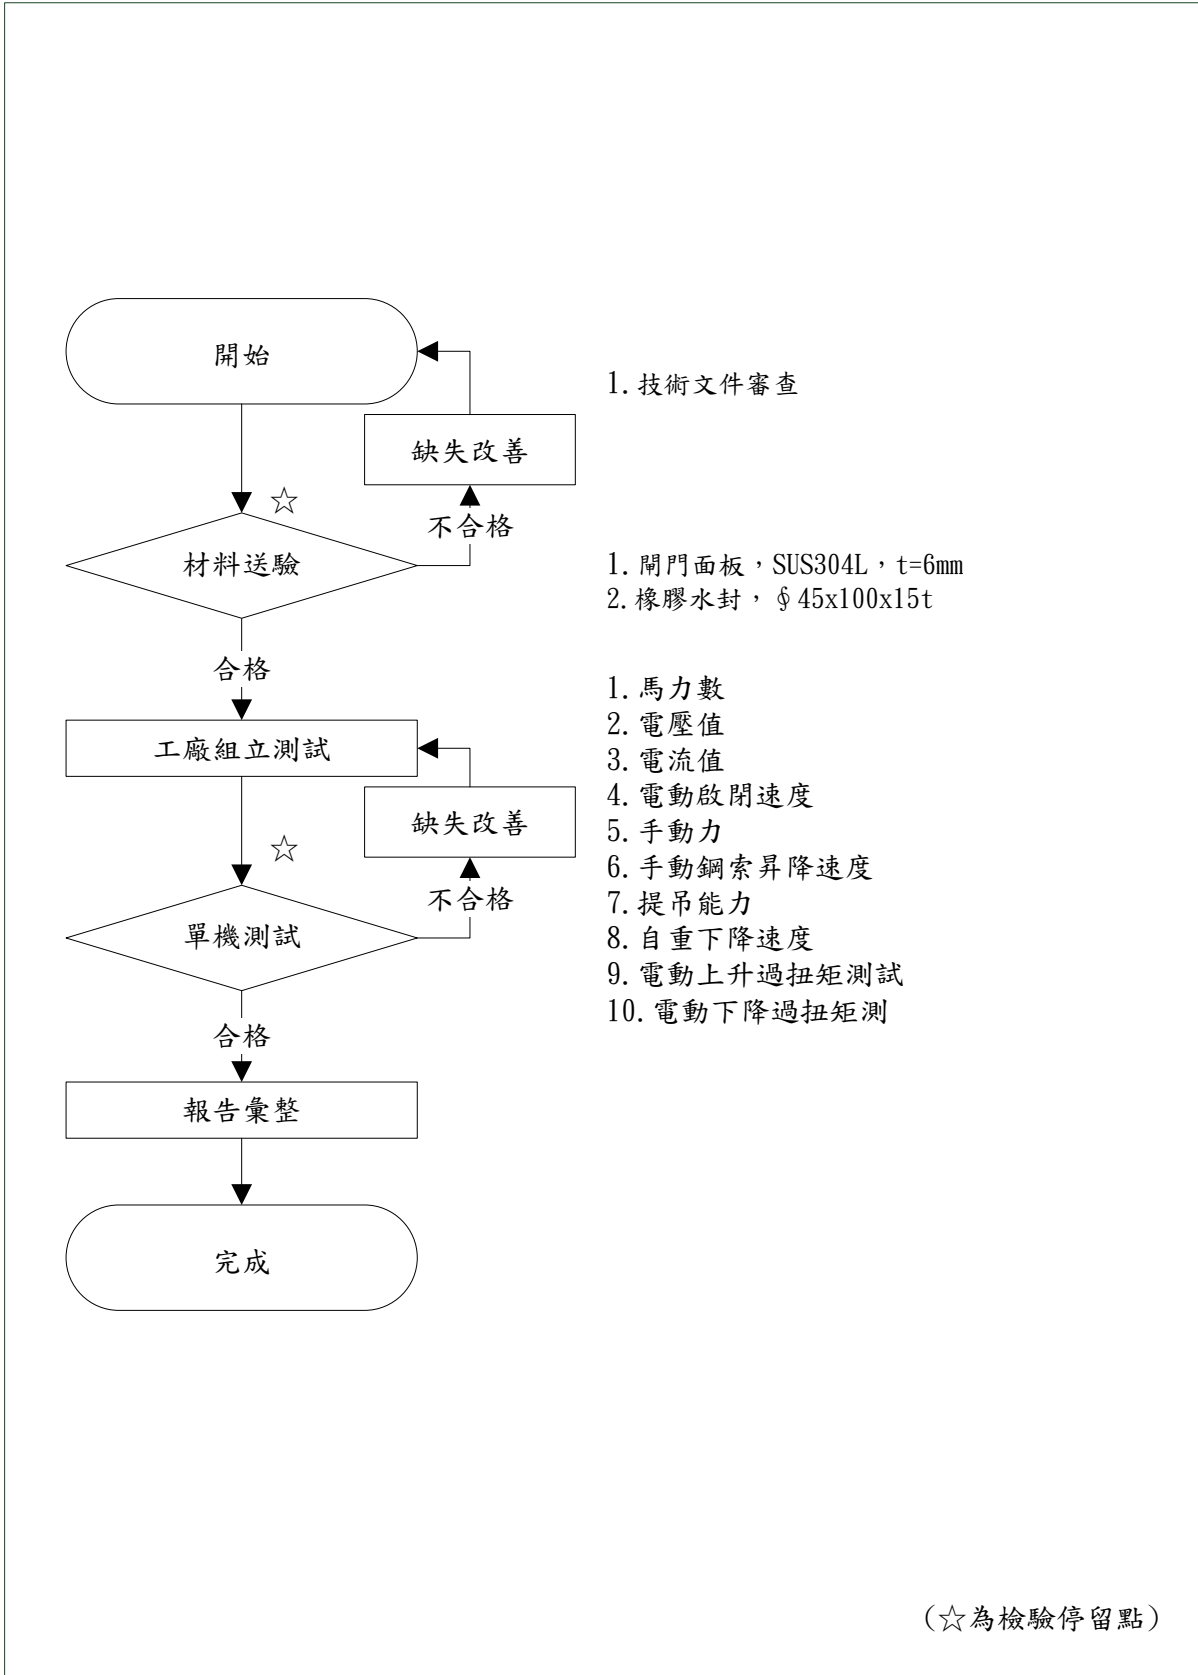 開始
1.技術文件審查
缺失改善
☆
不合格
材料送驗
1.閘門面板，SUS304L，t=6mm
2.橡膠水封，∮45x100x15t
合格
工廠組立測試
缺失改善
☆
不合格
單機測試
1.馬力數
2.電壓值
3.電流值
4.電動啟閉速度
5.手動力
6.手動鋼索昇降速度
7.提吊能力
8.自重下降速度
9.電動上升過扭矩測試
10.電動下降過扭矩測
合格
報告彙整
完成
(☆為檢驗停留點)